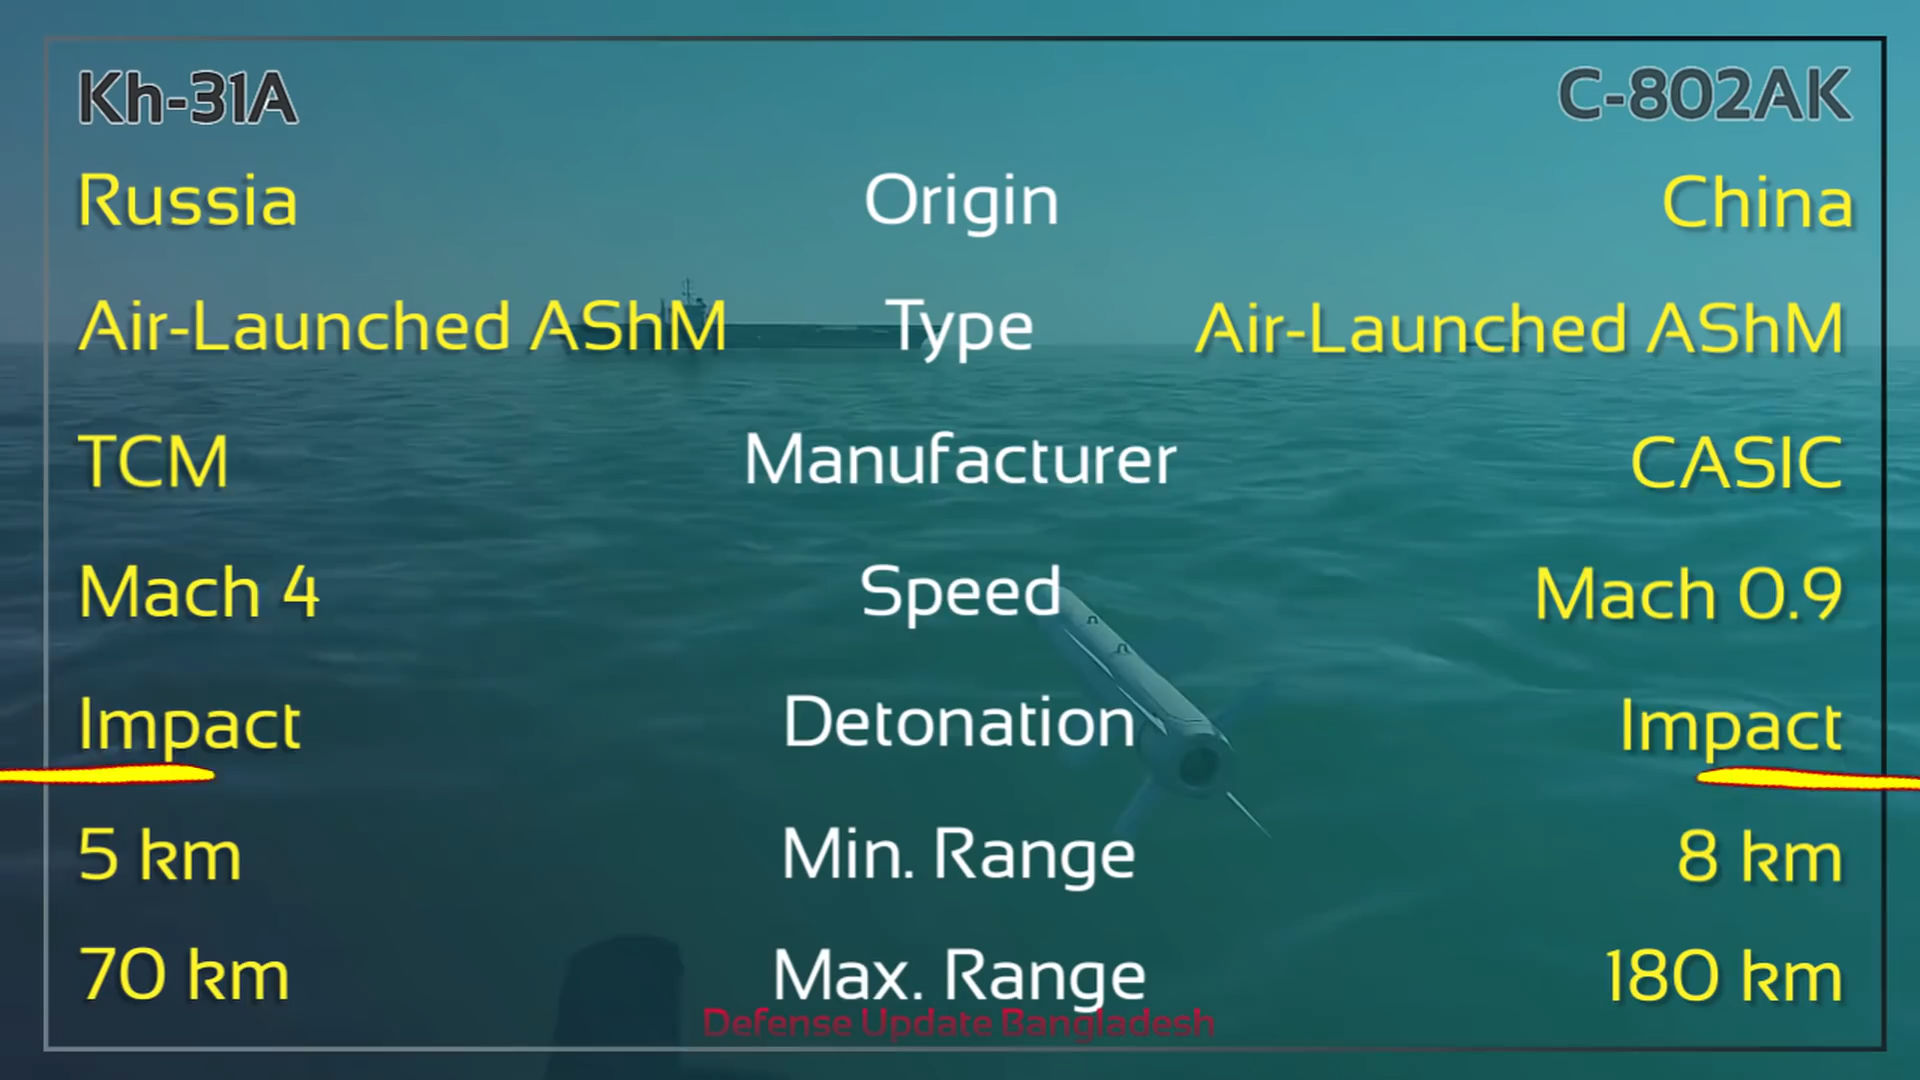 Kh-31A C-802AK
Russia Origin China
Air-Launched AShM Type Air-Launched AShM
TCM Manufacturer CASIC
Mach 4 Speed Mach 0.9
Impact Detonation Impact
5 km Min. Range 8 km
70 km Max. Range 180 km
Defense Update Bangladesh